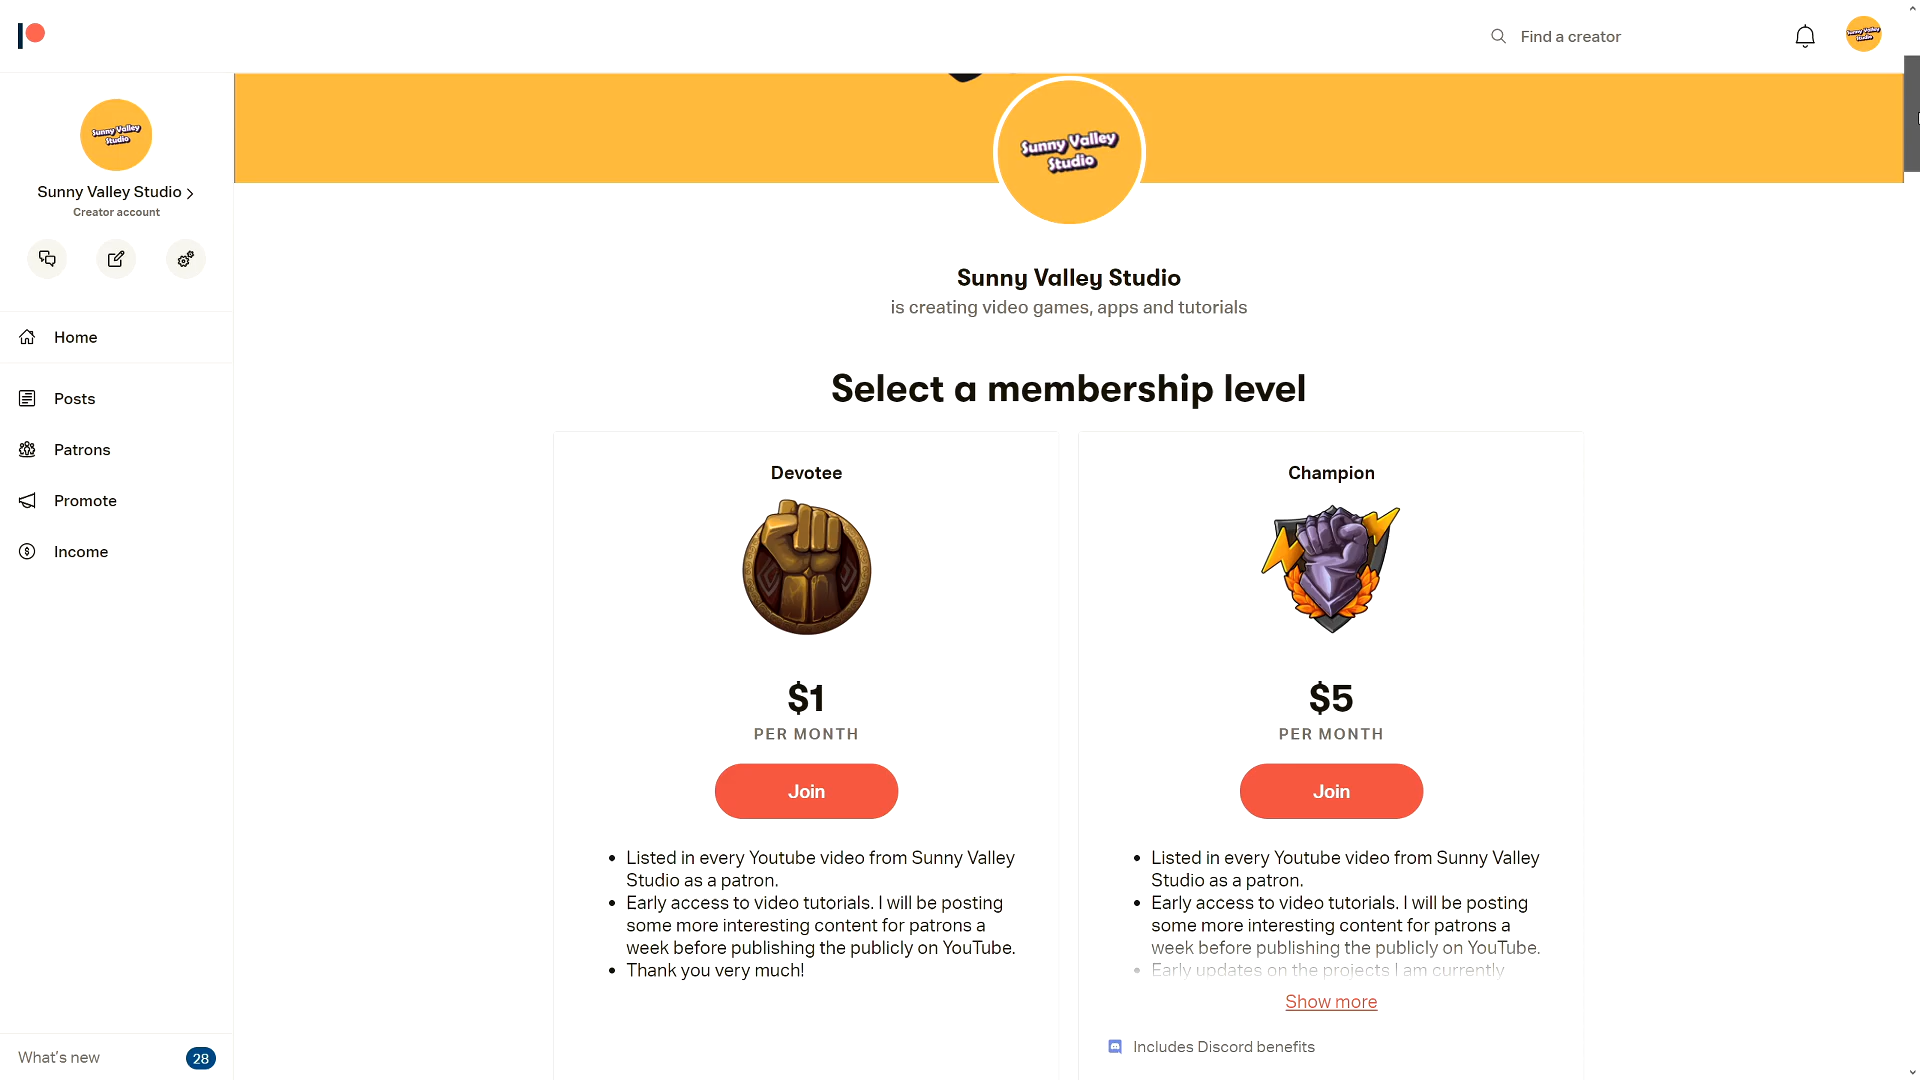 Find a creator
Sunny Valley
Studio
Sunny Valley
Studio
Sunny Valley Studio
Creator account
Home
Posts
Patrons
Promote
Income
What's new
28
Sunny Valley
Studio
Sunny Valley Studio
is creating video games, apps and tutorials
Select a membership level
Devotee
$1
PER MONTH
Join
• Listed in every Youtube video from Sunny Valley
Studio as a patron.
• Early access to video tutorials. I will be posting
some more interesting content for patrons a
week before publishing the publicly on YouTube.
• Thank you very much!
Champion
$5
PER MONTH
Join
• Listed in every Youtube video from Sunny Valley
Studio as a patron.
• Early access to video tutorials. I will be posting
some more interesting content for patrons a
week before publishing the publicly on YouTube.
• Early updates on the projects I am currently
Show more
Includes Discord benefits